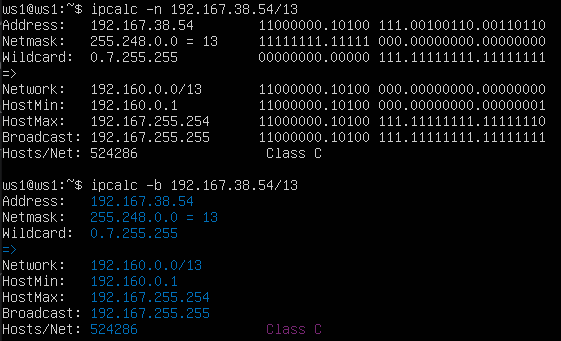 ws1@ws1:~$ ipcalc -n 192.167.38.54/13
Address:   192.167.38.54        11000000.10100 111.00100110.00110110
Netmask:   255.248.0.0 = 13     11111111.11111 000.00000000.00000000
Wildcard:  0.7.255.255          00000000.00000 111.11111111.11111111
=>
Network:   192.160.0.0/13       11000000.10100 000.00000000.00000000
HostMin:   192.160.0.1          11000000.10100 000.00000000.00000001
HostMax:   192.167.255.254      11000000.10100 111.11111111.11111110
Broadcast: 192.167.255.255      11000000.10100 111.11111111.11111111
Hosts/Net: 524286                Class C
ws1@ws1:~$ ipcalc -b 192.167.38.54/13
Address:   192.167.38.54
Netmask:   255.248.0.0 = 13
Wildcard:  0.7.255.255
=>
Network:   192.160.0.0/13
HostMin:   192.160.0.1
HostMax:   192.167.255.254
Broadcast: 192.167.255.255
Hosts/Net: 524286                Class C